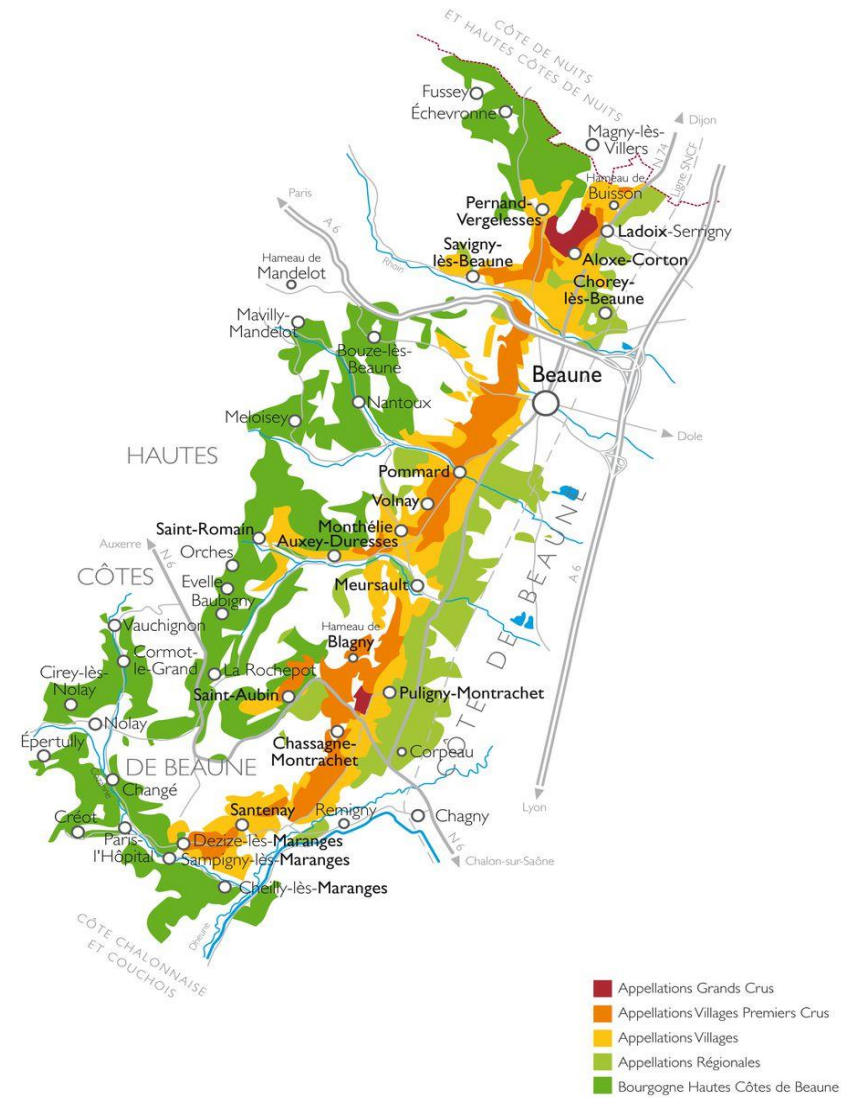 CÔTE DE NUITS
ET HAUTES CÔTES DE NUITS
Fussey
Échevronne
Magny-lès-
Villers
Dijon
N 74
Ligne SNCF
Hameau de
Buisson
Paris
A 6
Pernand-
Vergelesses
Ladoix-Serrigny
Savigny-
lès-Beaune
Aloxe-Corton
Rhoin
Hameau de
Mandelot
Chorey-
lès-Beaune
Mavilly-
Mandelot
Bouze-lès-
Beaune
Beaune
Nantoux
Meloisey
Dole
HAUTES
Pommard
Volnay
Saint-Romain
Monthélie
Auxey-Duresses
Auxerre
N 6
Orches
CÔTES
Evelle
Baubigny
Meursault
A 6
CÔTE DE BEAUNE
Vauchignon
Hameau de
Blagny
Cormot-
le-Grand
Cirey-lès-
Nolay
La Rochepot
Saint-Aubin
Puligny-Montrachet
Nolay
Épertully
Chassagne-
Montrachet
Corpeau
DE BEAUNE
Changé
Lyon
Créot
Santenay
Remigny
Chagny
Paris-
l'Hôpital
Dezize-lès-Maranges
Sampigny-lès-Maranges
N 6
Chalon-sur-Saône
Cheilly-lès-Maranges
Dheune
CÔTE CHALONNAISE
ET COUCHOIS
Appellations Grands Crus
Appellations Villages Premiers Crus
Appellations Villages
Appellations Régionales
Bourgogne Hautes Côtes de Beaune